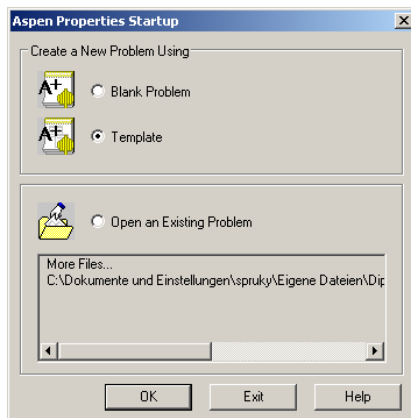 Aspen Properties Startup
Create a New Problem Using
A+
Blank Problem
A+
Template
Open an Existing Problem
More Files...
C:\Dokumente und Einstellungen\spruky\Eigene Dateien\Dip
OK Exit Help